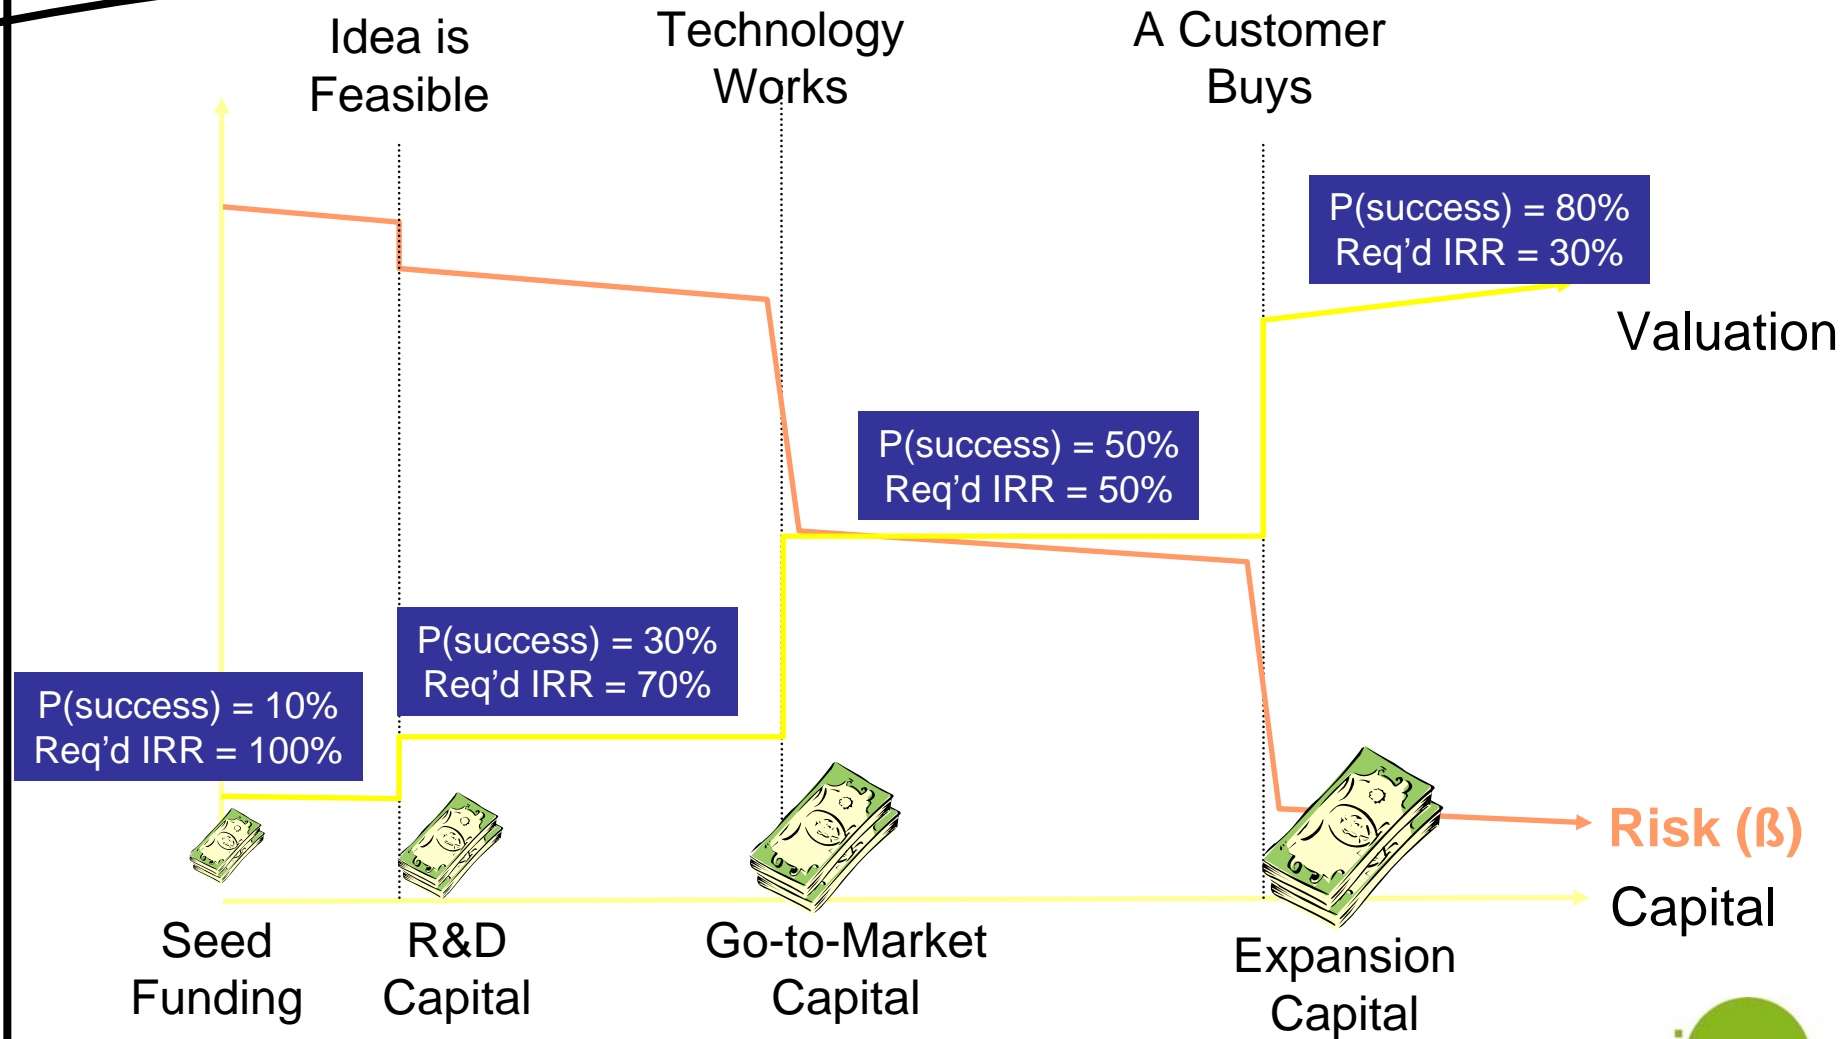 Idea is
Feasible
Technology
Works
A Customer
Buys
P(success) = 80%
Req’d IRR = 30%
Valuation
P(success) = 50%
Req’d IRR = 50%
P(success) = 30%
Req’d IRR = 70%
P(success) = 10%
Req’d IRR = 100%
Risk (ß)
Capital
Seed
Funding
R&D
Capital
Go-to-Market
Capital
Expansion
Capital